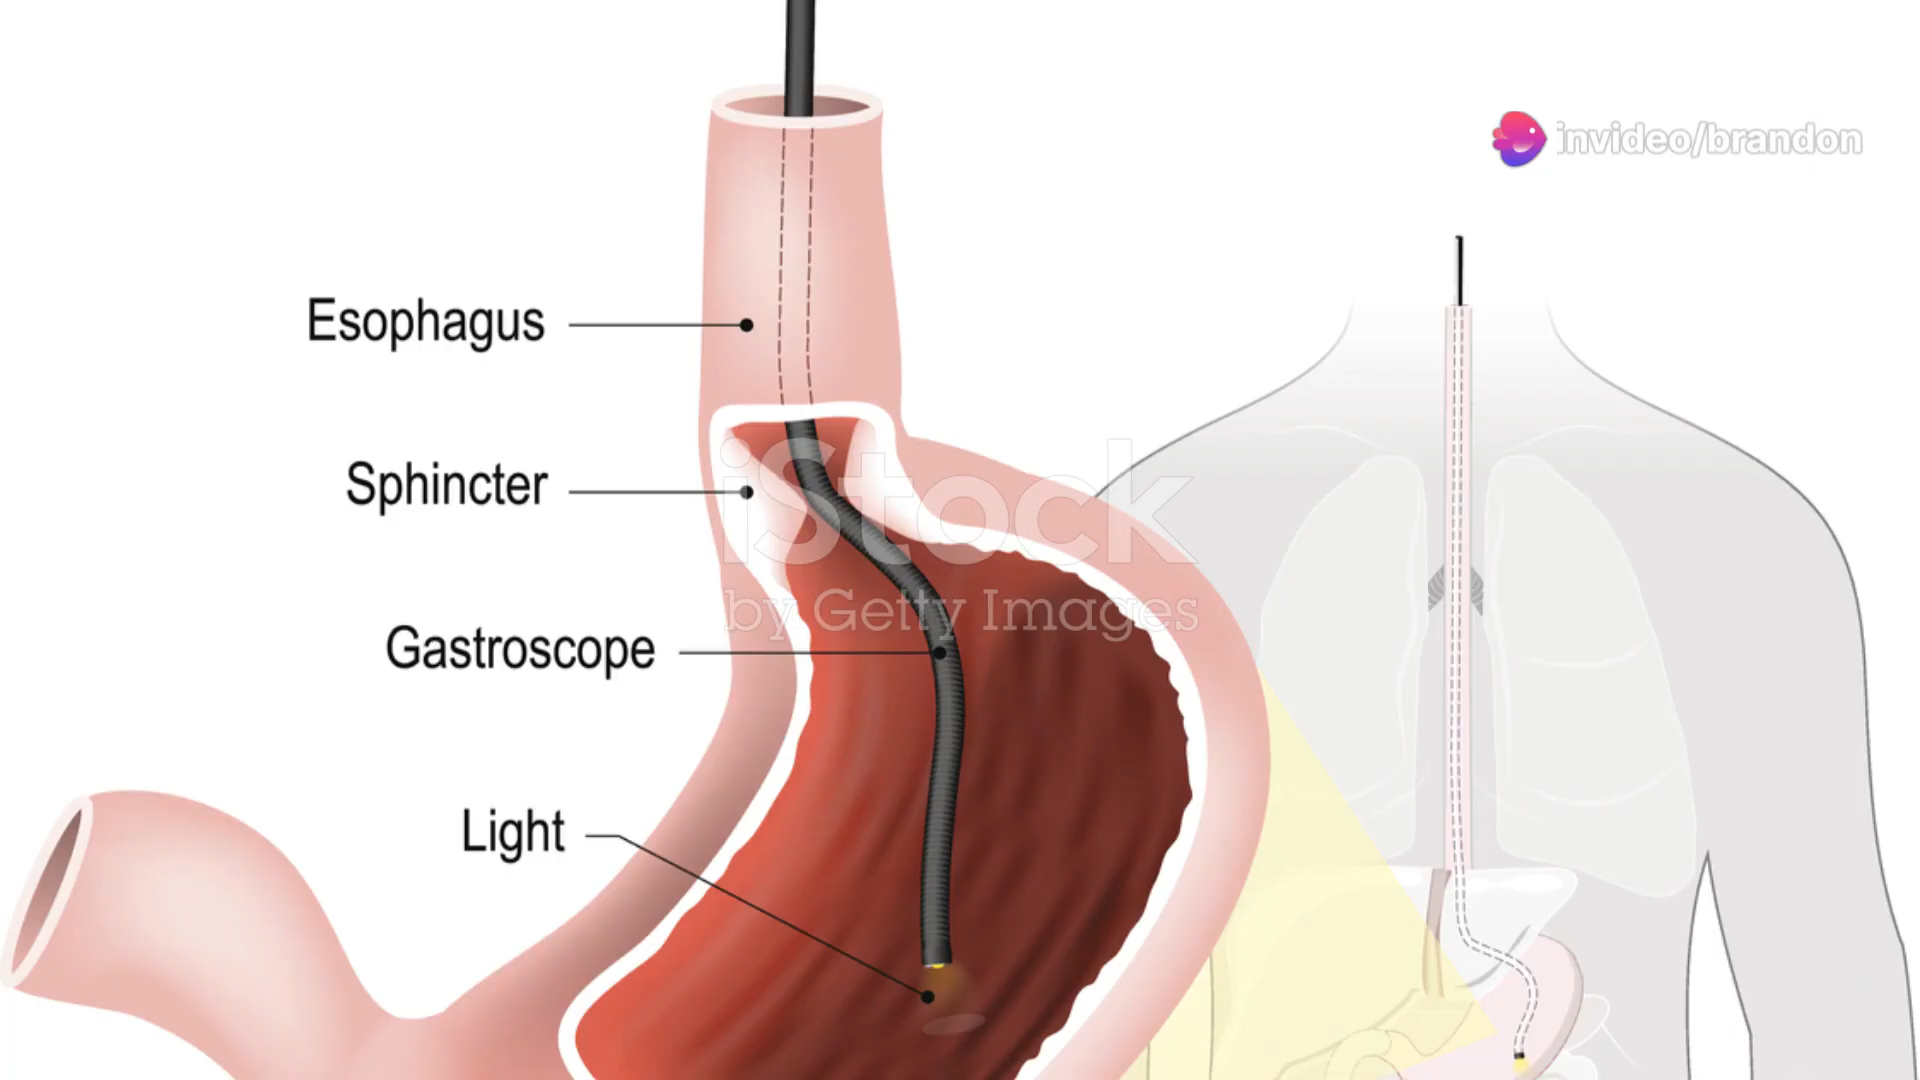 invideo/brandon
Esophagus
Sphincter
iStock
by Getty Images
Gastroscope
Light